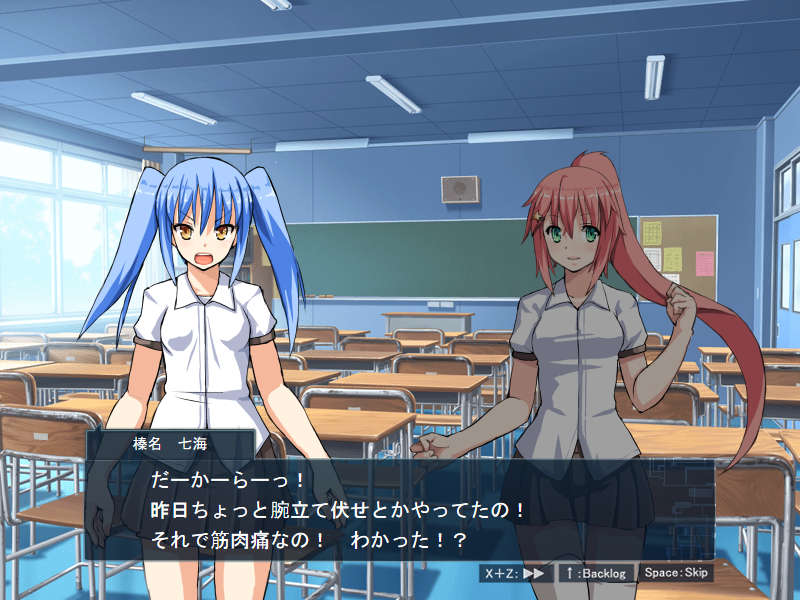 榛名　七海
だーかーらーっ！
昨日ちょっと腕立て伏せとかやってたの！
それで筋肉痛なの！　わかった！？
X+Z:▶▶
↑:Backlog
Space:Skip